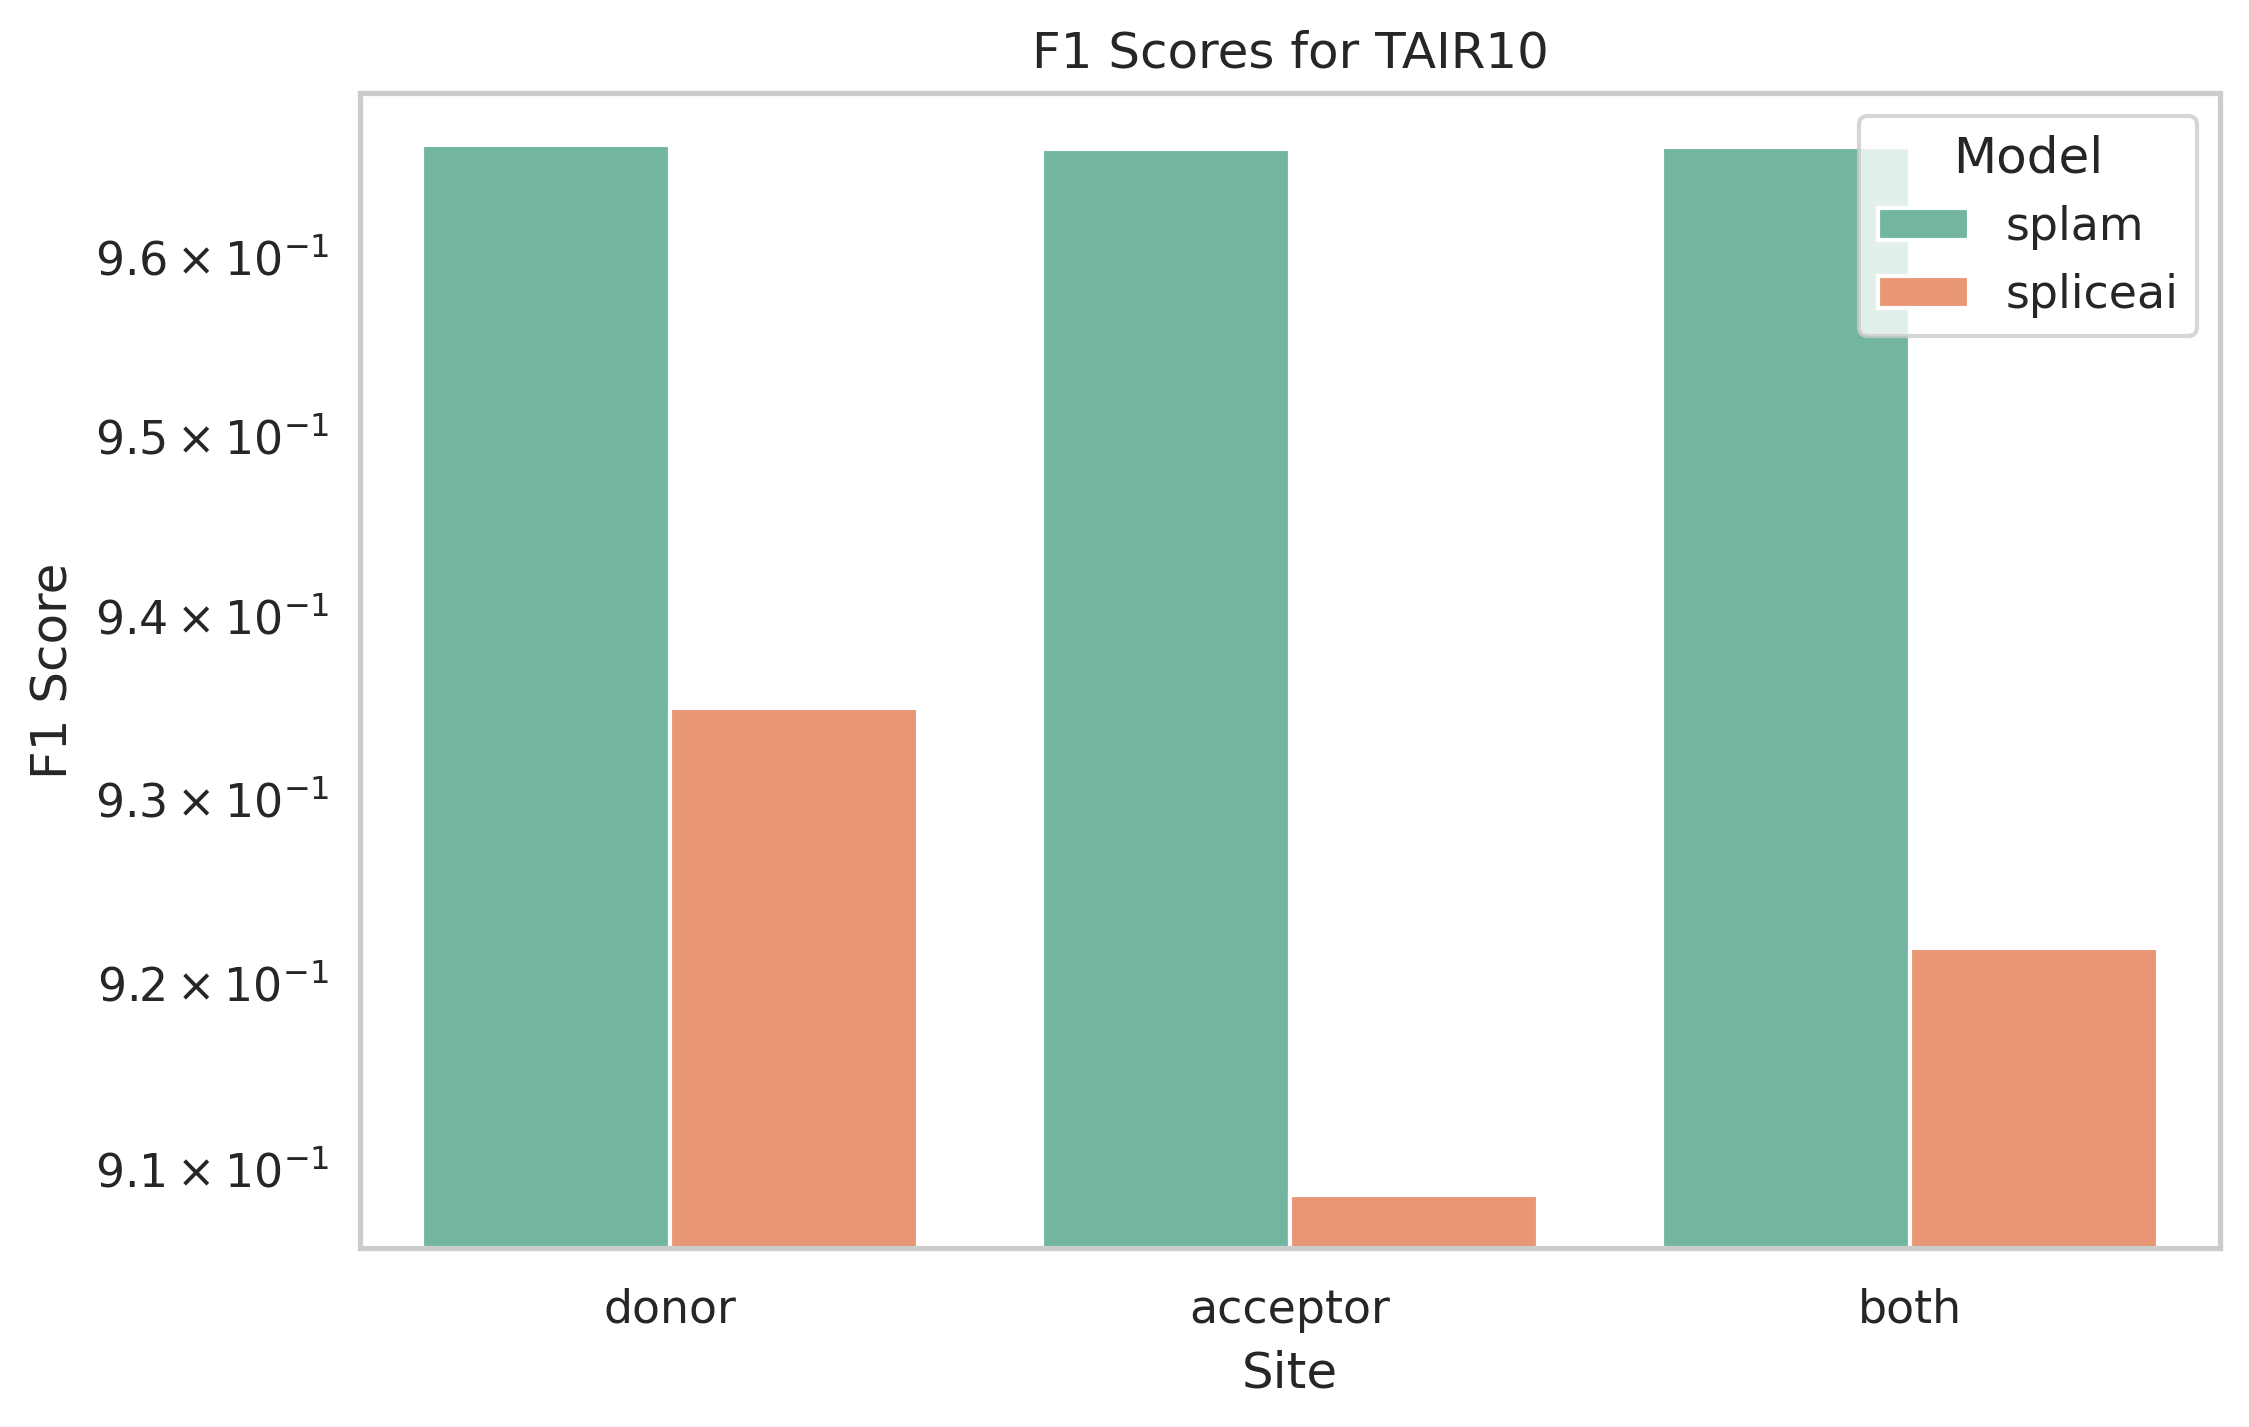 F1 Scores for TAIR10
Model
splam
spliceai
F1 Score
9.6 × 10⁻¹
9.5 × 10⁻¹
9.4 × 10⁻¹
9.3 × 10⁻¹
9.2 × 10⁻¹
9.1 × 10⁻¹
donor acceptor both
Site